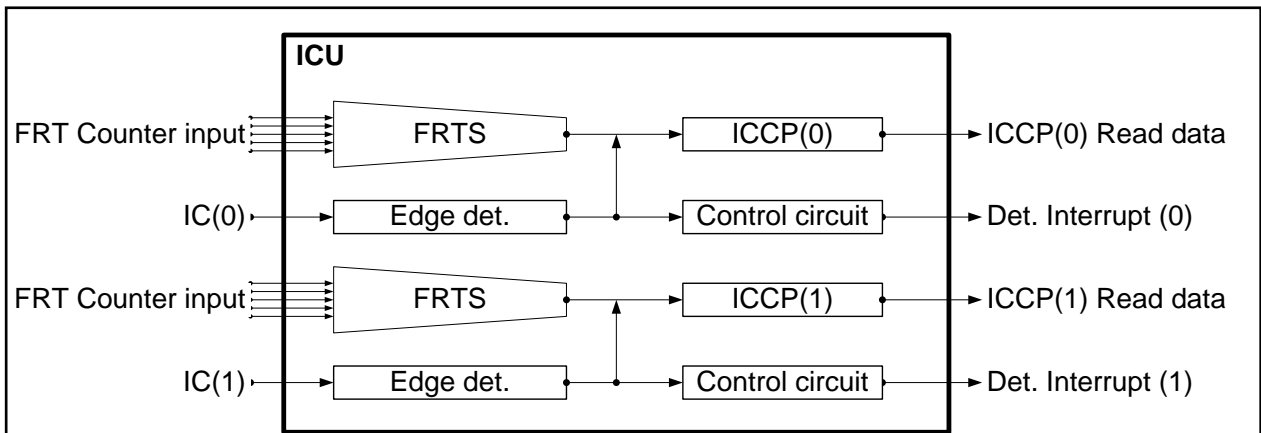 ICU
FRT Counter input FRTS ICCP(0) ICCP(0) Read data
IC(0) Edge det. Control circuit Det. Interrupt (0)
FRT Counter input FRTS ICCP(1) ICCP(1) Read data
IC(1) Edge det. Control circuit Det. Interrupt (1)